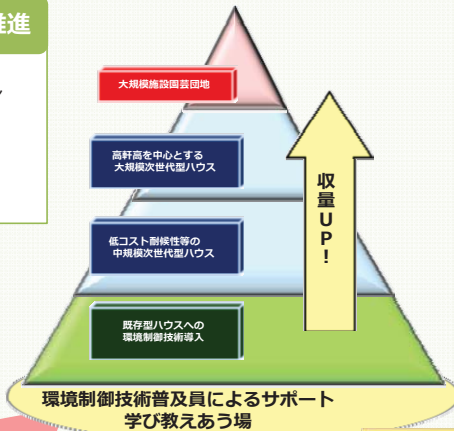 推進
大規模施設園芸団地
高軒高を中心とする
大規模次世代型ハウス
収量UP!
低コスト耐候性等の
中規模次世代型ハウス
既存型ハウスへの
環境制御技術導入
環境制御技術普及員によるサポート
学び教えあう場